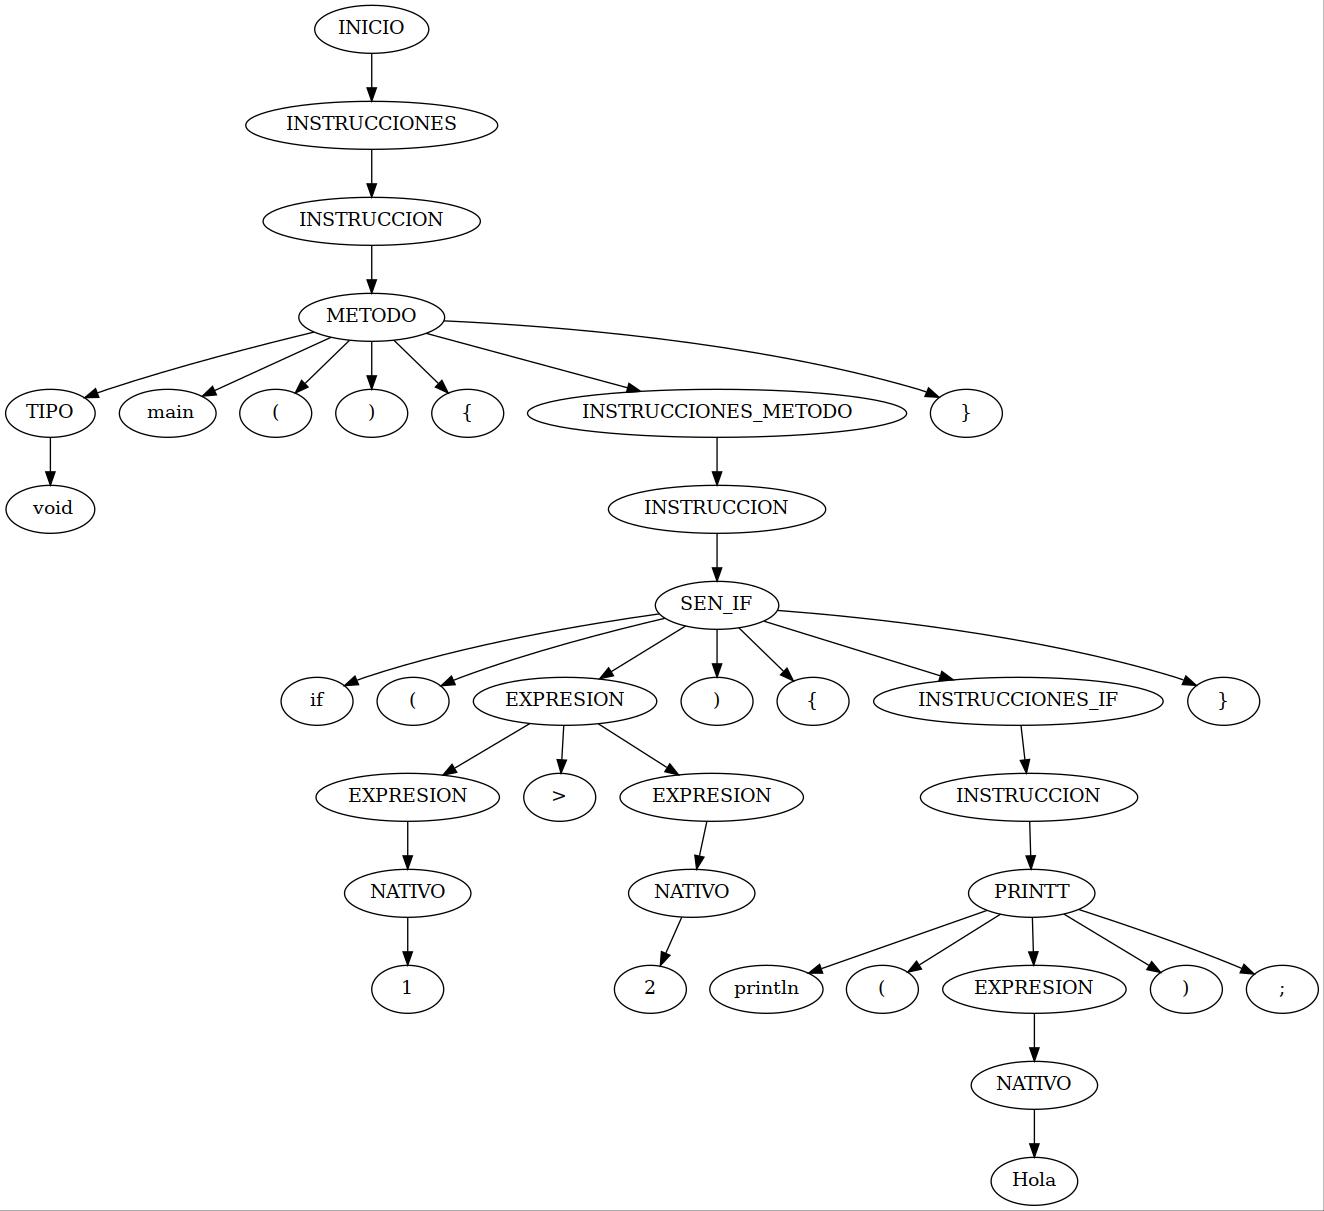 INICIO
INSTRUCCIONES
INSTRUCCION
METODO
TIPO main ( ) { INSTRUCCIONES_METODO }
void INSTRUCCION
SEN_IF
if ( EXPRESION ) { INSTRUCCIONES_IF }
EXPRESION > EXPRESION INSTRUCCION
NATIVO NATIVO PRINTT
1 2 println ( EXPRESION ) ;
NATIVO
Hola